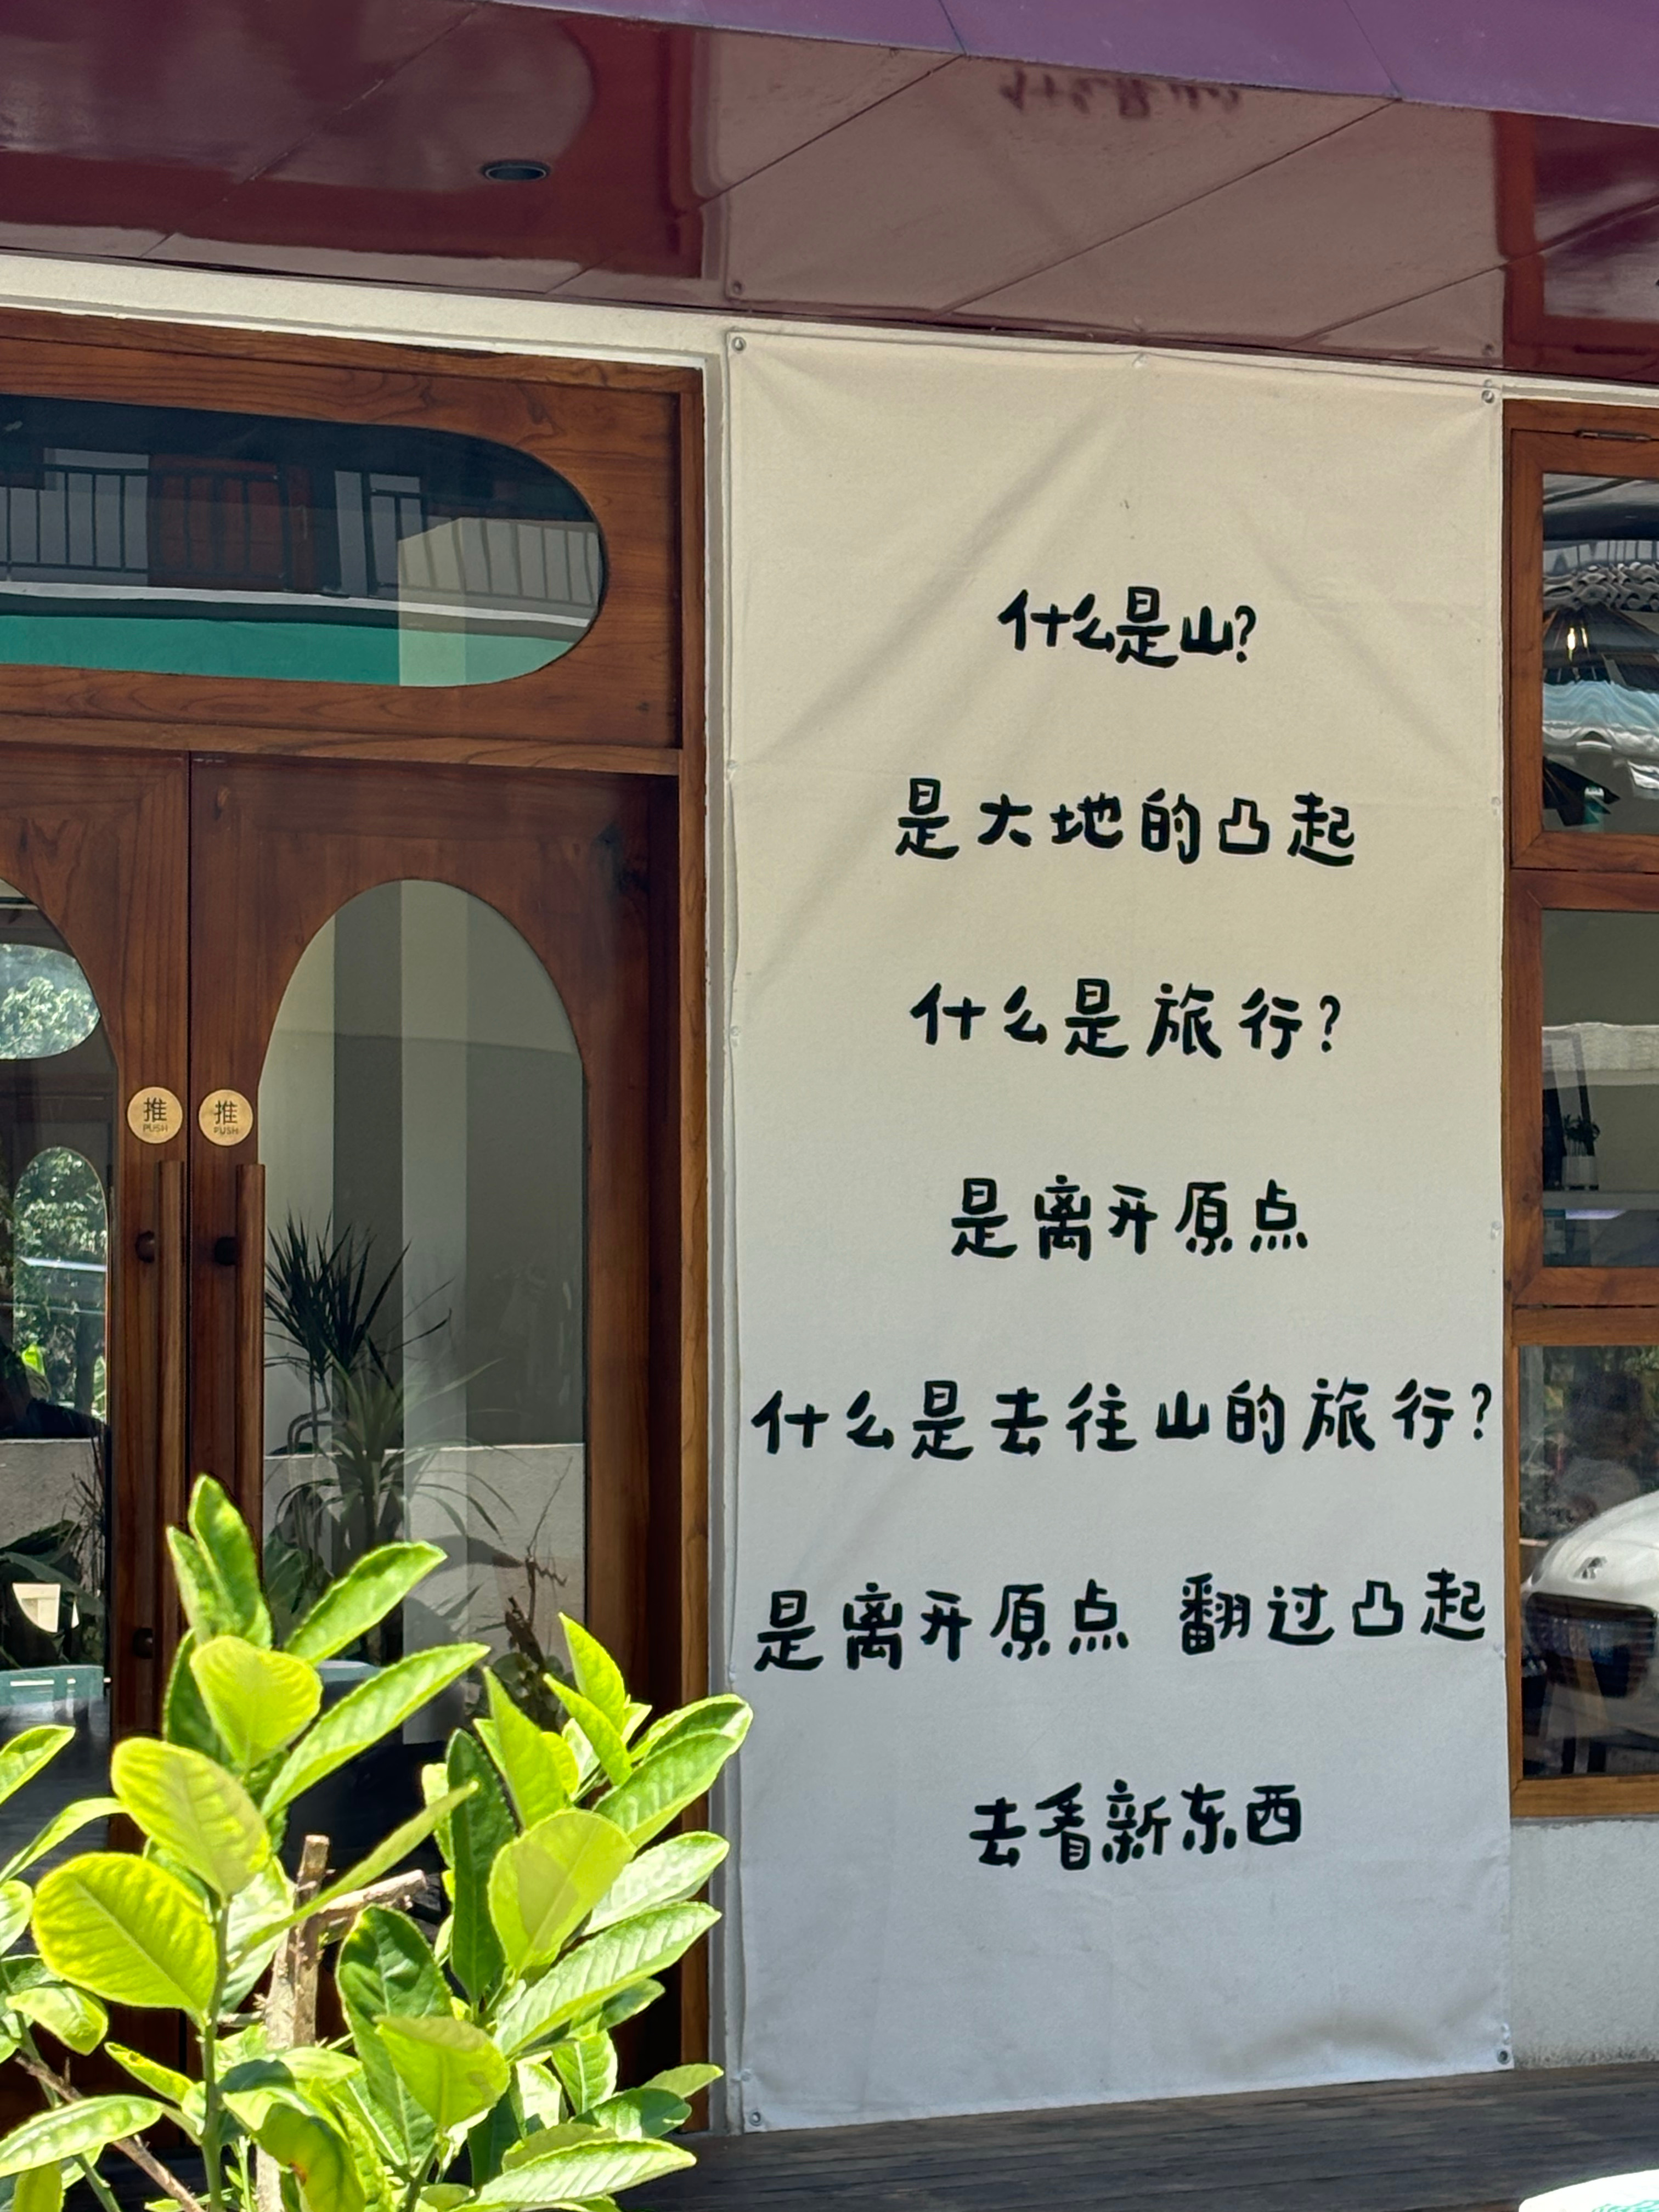 什么是山?
是大地的凸起
什么是旅行?
是离开原点
什么是去往山的旅行?
是离开原点 翻过凸起
去看新东西
推
PUSH
推
PUSH